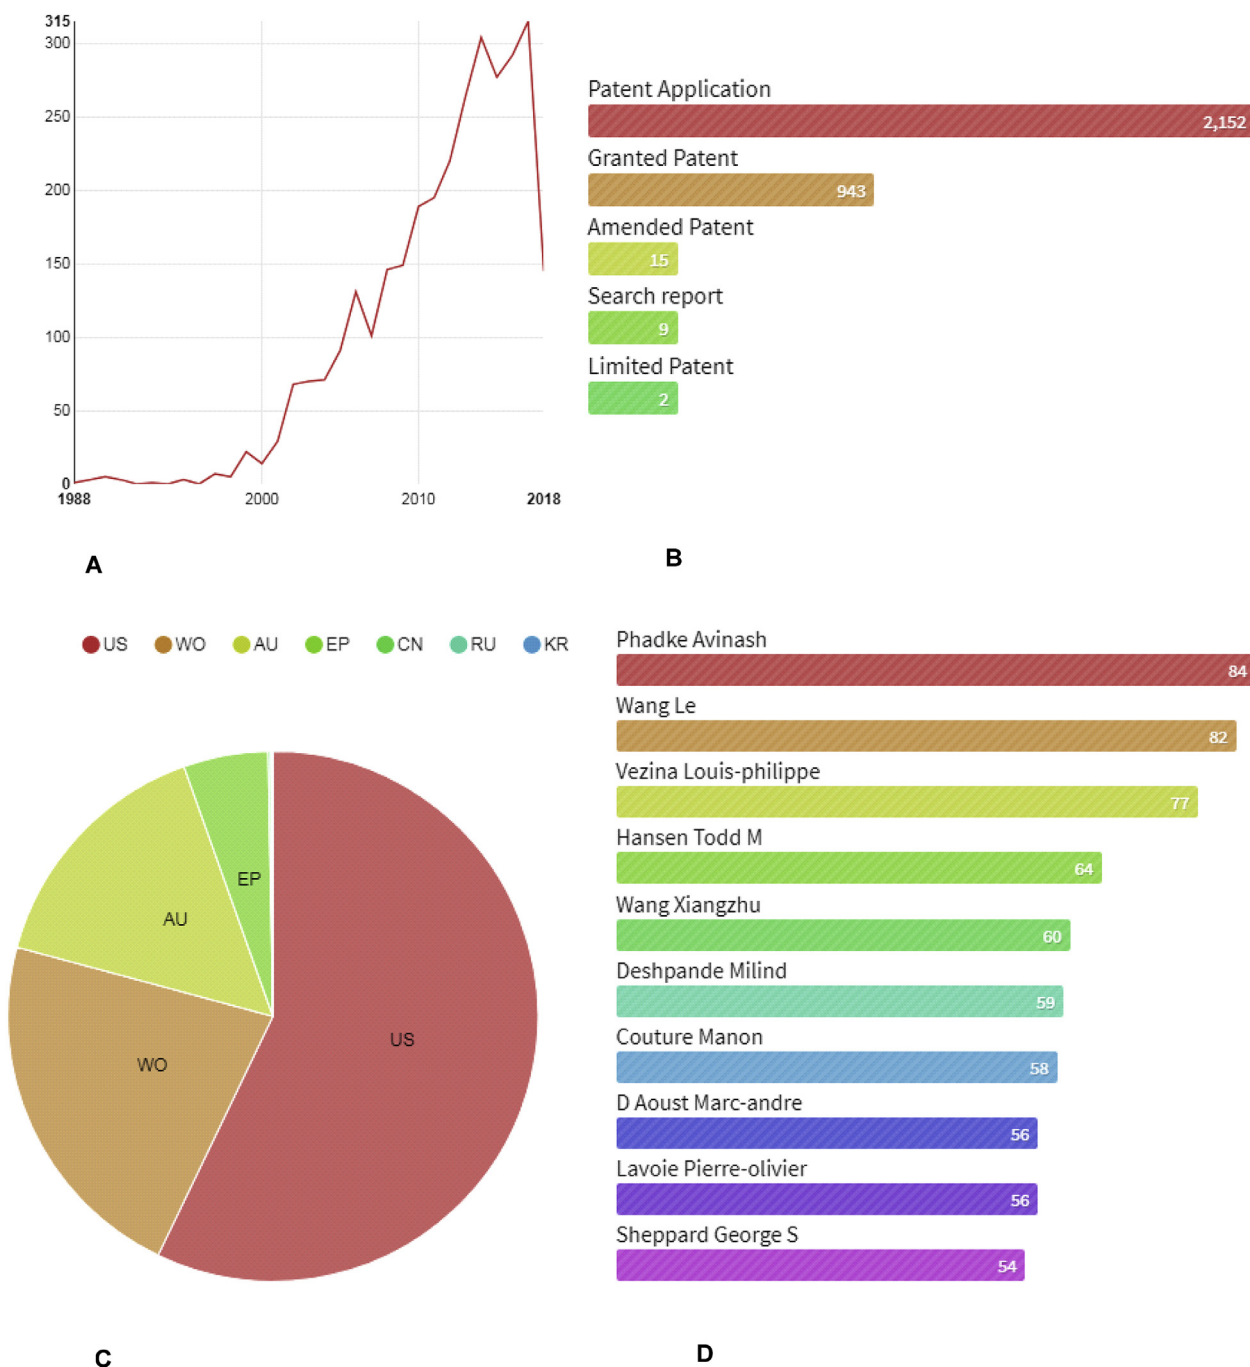 315
300
250
200
150
100
50
0
1988
2000
2010
2018
A
Patent Application
2,152
Granted Patent
943
Amended Patent
15
Search report
9
Limited Patent
2
B
US WO AU EP CN RU KR
EP
AU
US
WO
C
Phadke Avinash
84
Wang Le
82
Vezina Louis-philippe
77
Hansen Todd M
64
Wang Xiangzhu
60
Deshpande Milind
59
Couture Manon
58
D Aoust Marc-andre
56
Lavoie Pierre-olivier
56
Sheppard George S
54
D